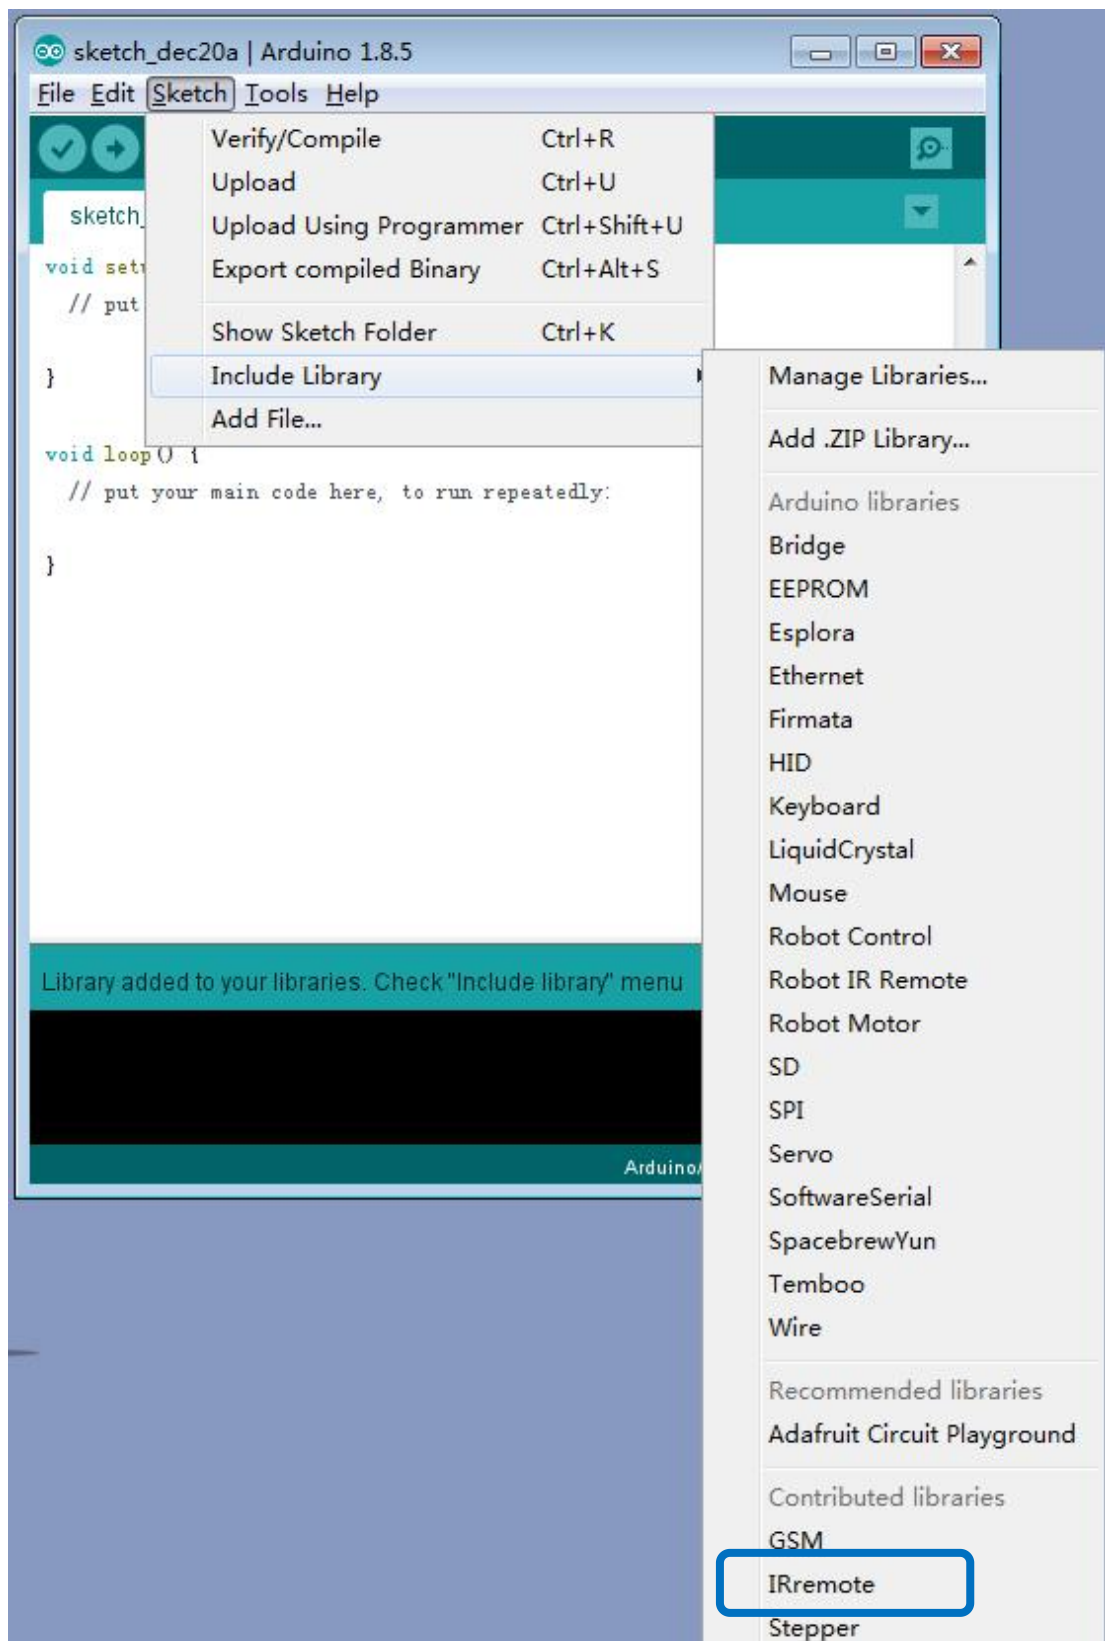 sketch_dec20a | Arduino 1.8.5
File Edit Sketch Tools Help
Verify/Compile Ctrl+R
Upload Ctrl+U
Upload Using Programmer Ctrl+Shift+U
Export compiled Binary Ctrl+Alt+S
Show Sketch Folder Ctrl+K
Include Library
Add File...
sketch_
void setu
// put
}
void loop() {
// put your main code here, to run repeatedly:
}
Manage Libraries...
Add .ZIP Library...
Arduino libraries
Bridge
EEPROM
Esplora
Ethernet
Firmata
HID
Keyboard
LiquidCrystal
Mouse
Robot Control
Robot IR Remote
Robot Motor
SD
SPI
Servo
SoftwareSerial
SpacebrewYun
Temboo
Wire
Recommended libraries
Adafruit Circuit Playground
Contributed libraries
GSM
IRremote
Stepper
Library added to your libraries. Check "Include library" menu
Arduino/